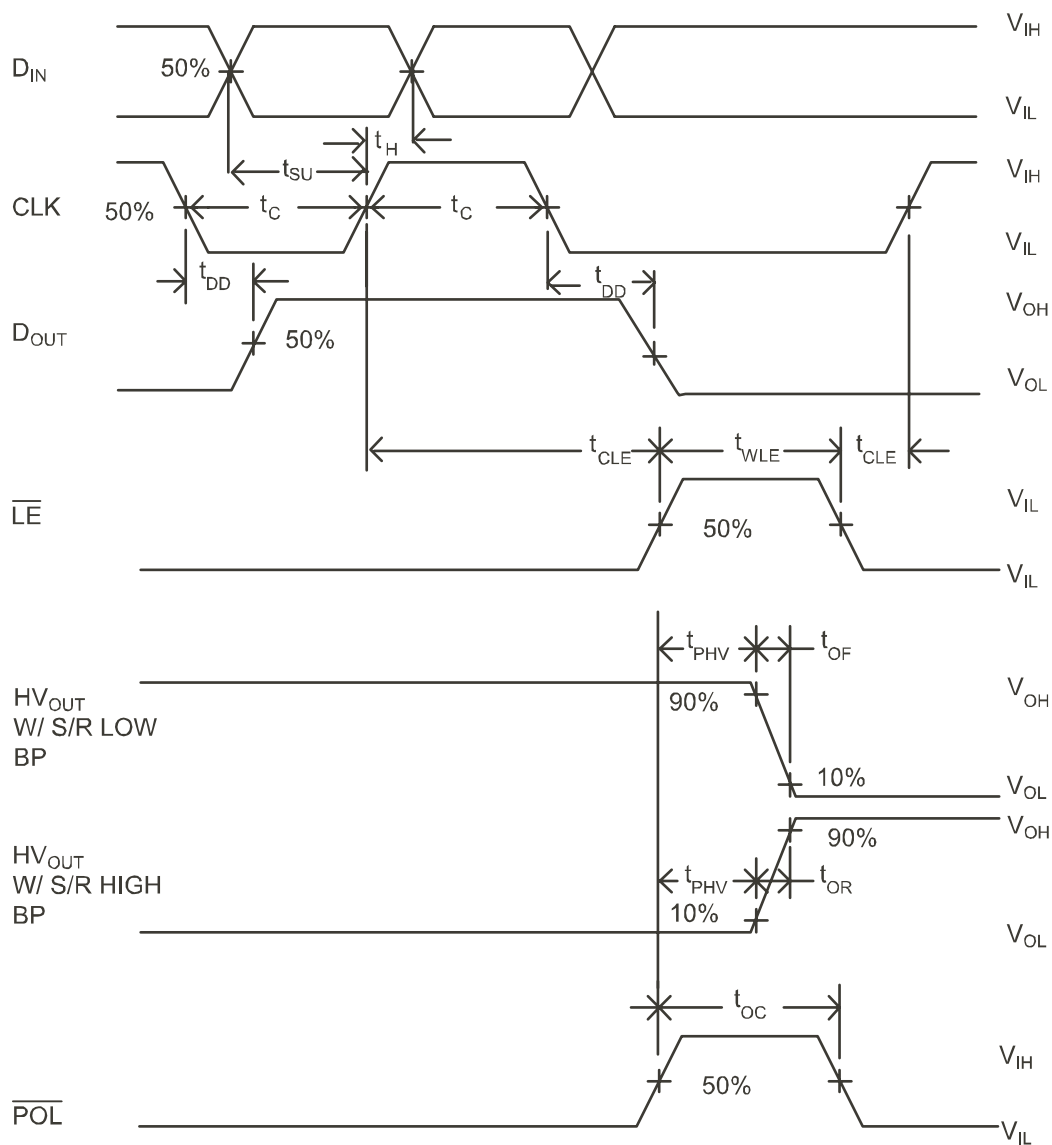 V_IH
D_IN
50%
V_IL
t_H
t_SU
V_IH
CLK
50%
t_C
t_C
V_IL
t_DD
t_DD
V_OH
D_OUT
50%
V_OL
t_CLE
t_WLE
t_CLE
LE
V_IL
50%
V_IL
t_PHV
t_OF
HV_OUT
W/ S/R LOW
BP
90%
V_OH
10%
V_OL
V_OH
HV_OUT
W/ S/R HIGH
BP
90%
t_PHV
t_OR
10%
V_OL
t_OC
V_IH
50%
POL
V_IL